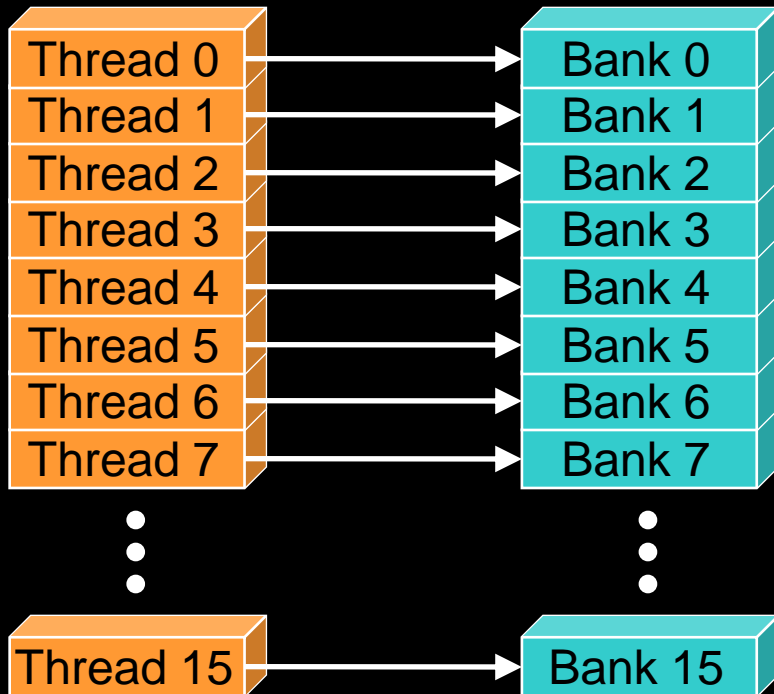 Thread 0
Bank 0
Thread 1
Bank 1
Thread 2
Bank 2
Thread 3
Bank 3
Thread 4
Bank 4
Thread 5
Bank 5
Thread 6
Bank 6
Thread 7
Bank 7
Thread 15
Bank 15